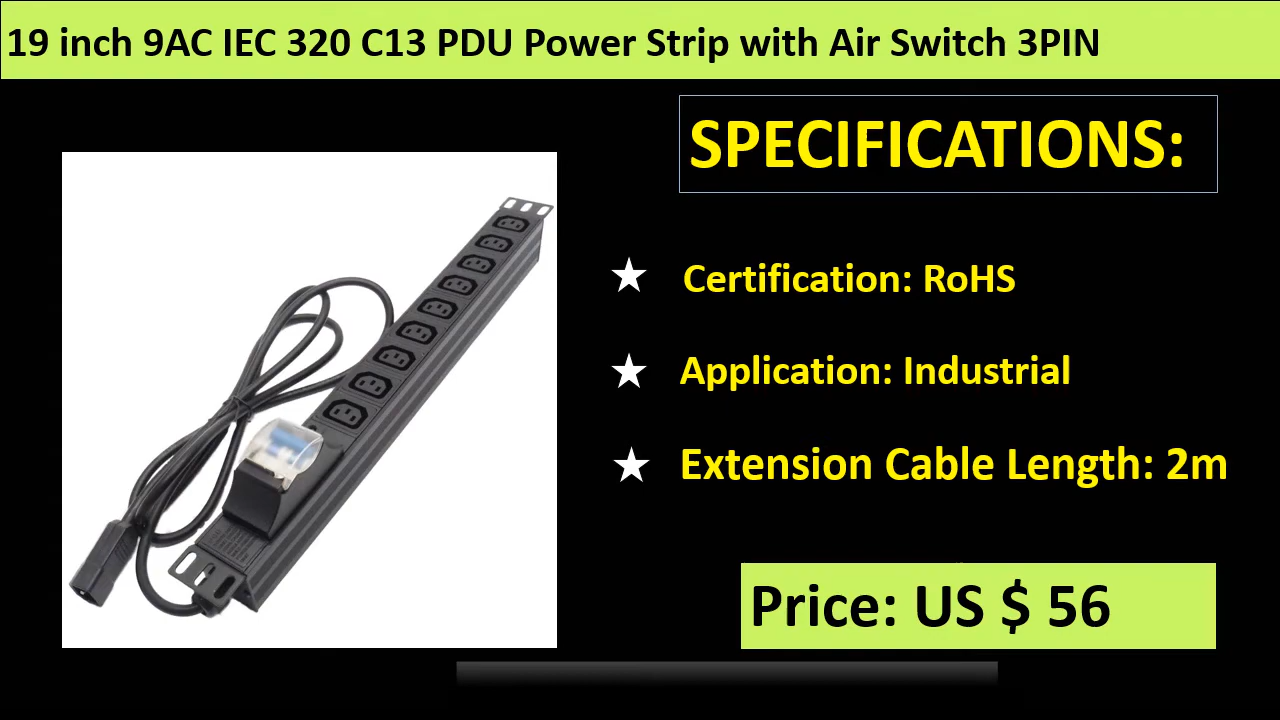 19 inch 9AC IEC 320 C13 PDU Power Strip with Air Switch 3PIN
SPECIFICATIONS:
Certification: RoHS
Application: Industrial
Extension Cable Length: 2m
Price: US $ 56